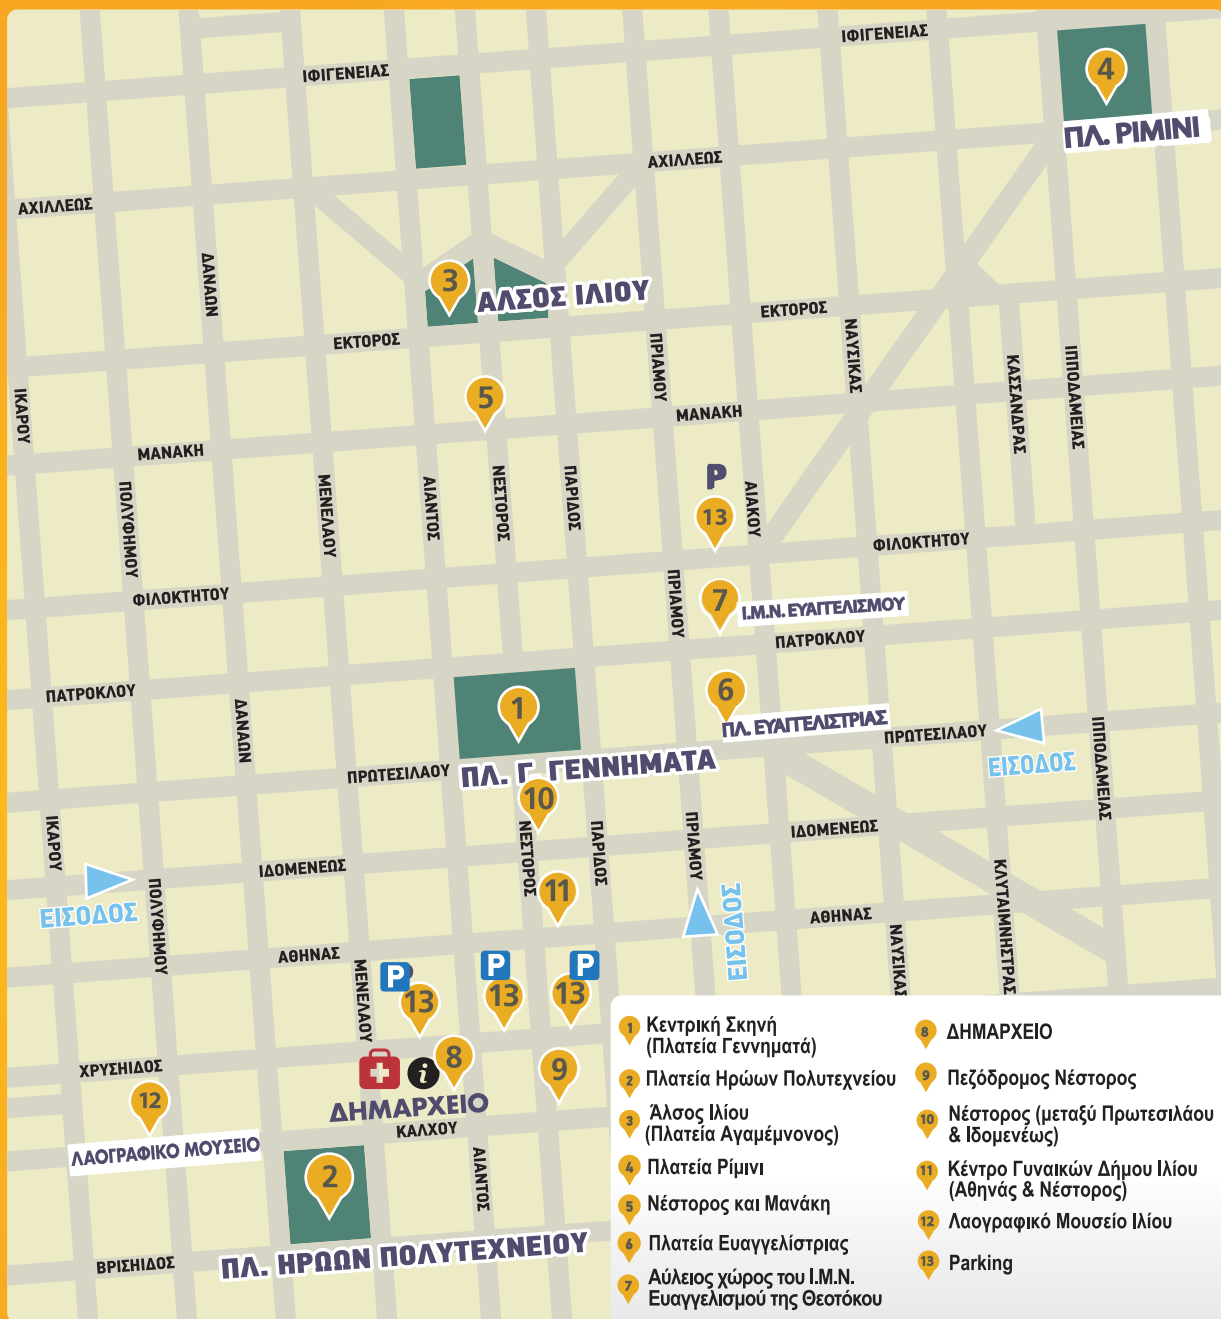 ΙΦΙΓΕΝΕΙΑΣ
ΙΦΙΓΕΝΕΙΑΣ
4
ΠΛ. ΡΙΜΙΝΙ
ΑΧΙΛΛΕΩΣ
ΑΧΙΛΛΕΩΣ
ΔΑΝΑΩΝ
3
ΑΛΣΟΣ ΙΛΙΟΥ
ΕΚΤΟΡΟΣ
ΕΚΤΟΡΟΣ
ΠΡΙΑΜΟΥ
ΝΑΥΣΙΚΑΣ
ΚΑΣΣΑΝΔΡΑΣ
ΙΠΠΟΔΑΜΕΙΑΣ
ΙΚΑΡΟΥ
5
ΜΑΝΑΚΗ
ΜΑΝΑΚΗ
ΠΟΛΥΦΗΜΟΥ
ΜΕΝΕΛΑΟΥ
ΑΙΑΝΤΟΣ
ΝΕΣΤΟΡΟΣ
ΠΑΡΙΔΟΣ
P
13
ΑΙΑΚΟΥ
ΦΙΛΟΚΤΗΤΟΥ
ΦΙΛΟΚΤΗΤΟΥ
ΠΡΙΑΜΟΥ
7
Ι.Μ.Ν. ΕΥΑΓΓΕΛΙΣΜΟΥ
ΠΑΤΡΟΚΛΟΥ
ΠΑΤΡΟΚΛΟΥ
6
ΠΛ. ΕΥΑΓΓΕΛΙΣΤΡΙΑΣ
1
ΔΑΝΑΩΝ
ΠΡΩΤΕΣΙΛΑΟΥ
ΕΙΣΟΔΟΣ
ΙΠΠΟΔΑΜΕΙΑΣ
ΠΡΩΤΕΣΙΛΑΟΥ
ΠΛ. Γ. ΓΕΝΝΗΜΑΤΑ
10
ΙΚΑΡΟΥ
ΝΕΣΤΟΡΟΣ
ΠΑΡΙΔΟΣ
ΠΡΙΑΜΟΥ
ΙΔΟΜΕΝΕΩΣ
ΙΔΟΜΕΝΕΩΣ
ΕΙΣΟΔΟΣ
ΠΟΛΥΦΗΜΟΥ
11
ΕΙΣΟΔΟΣ
ΑΘΗΝΑΣ
ΝΑΥΣΙΚΑΣ
ΚΛΥΤΑΙΜΝΗΣΤΡΑΣ
ΑΘΗΝΑΣ
ΜΕΝΕΛΑΟΥ
P
13
P
13
P
13
ΧΡΥΣΗΙΔΟΣ
i
8
9
12
ΔΗΜΑΡΧΕΙΟ
ΚΑΛΧΟΥ
ΛΑΟΓΡΑΦΙΚΟ ΜΟΥΣΕΙΟ
2
ΑΙΑΝΤΟΣ
ΠΛ. ΗΡΩΩΝ ΠΟΛΥΤΕΧΝΕΙΟΥ
ΒΡΙΣΗΙΔΟΣ
1 Κεντρική Σκηνή
(Πλατεία Γεννηματά)
2 Πλατεία Ηρώων Πολυτεχνείου
3 Άλσος Ιλίου
(Πλατεία Αγαμέμνονος)
4 Πλατεία Ρίμινι
5 Νέστορος και Μανάκη
6 Πλατεία Ευαγγελίστριας
7 Αύλειος χώρος του Ι.Μ.Ν.
Ευαγγελισμού της Θεοτόκου
8 ΔΗΜΑΡΧΕΙΟ
9 Πεζόδρομος Νέστορος
10 Νέστορος (μεταξύ Πρωτεσιλάου
& Ιδομενέως)
11 Κέντρο Γυναικών Δήμου Ιλίου
(Αθηνάς & Νέστορος)
12 Λαογραφικό Μουσείο Ιλίου
13 Parking